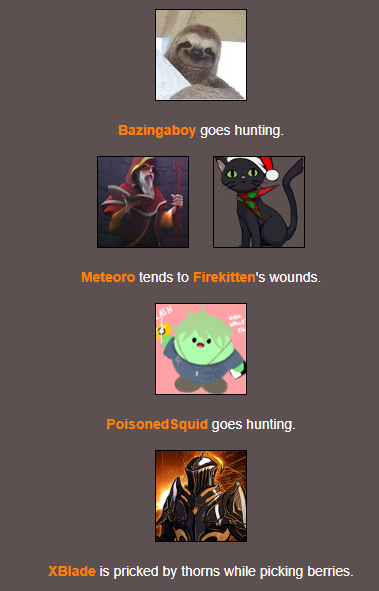 Bazingaboy goes hunting.
Meteoro tends to Firekitten's wounds.
PoisonedSquid goes hunting.
XBlade is pricked by thorns while picking berries.